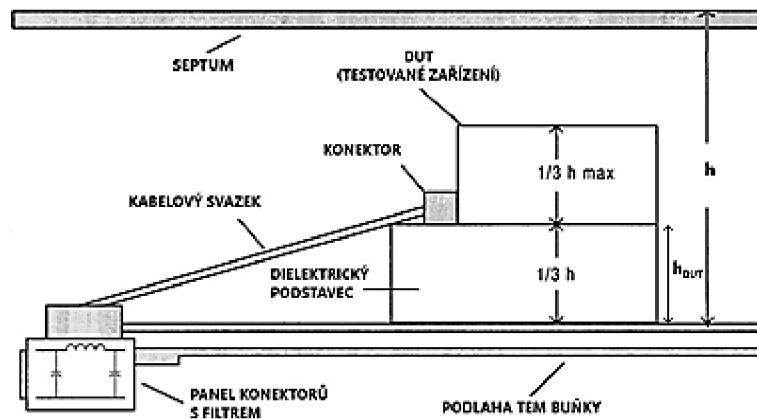 SEPTUM
DUT
(TESTOVANÉ ZAŘÍZENÍ)
KONEKTOR
1/3 h max
h
KABELOVÝ SVAZEK
DIELEKTRICKÝ
PODSTAVEC
1/3 h
hDUT
PANEL KONEKTORŮ
S FILTREM
PODLAHA TEM BUŇKY